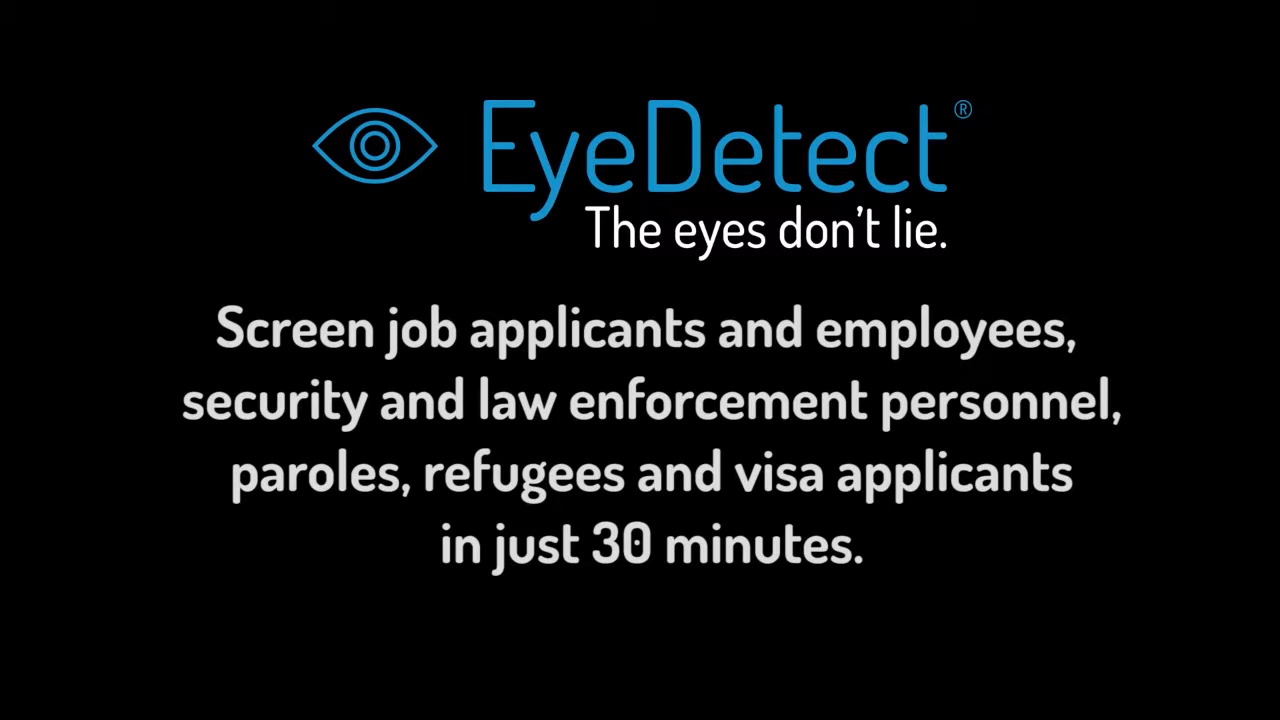 EyeDetect®
The eyes don't lie.
Screen job applicants and employees,
security and law enforcement personnel,
paroles, refugees and visa applicants
in just 30 minutes.